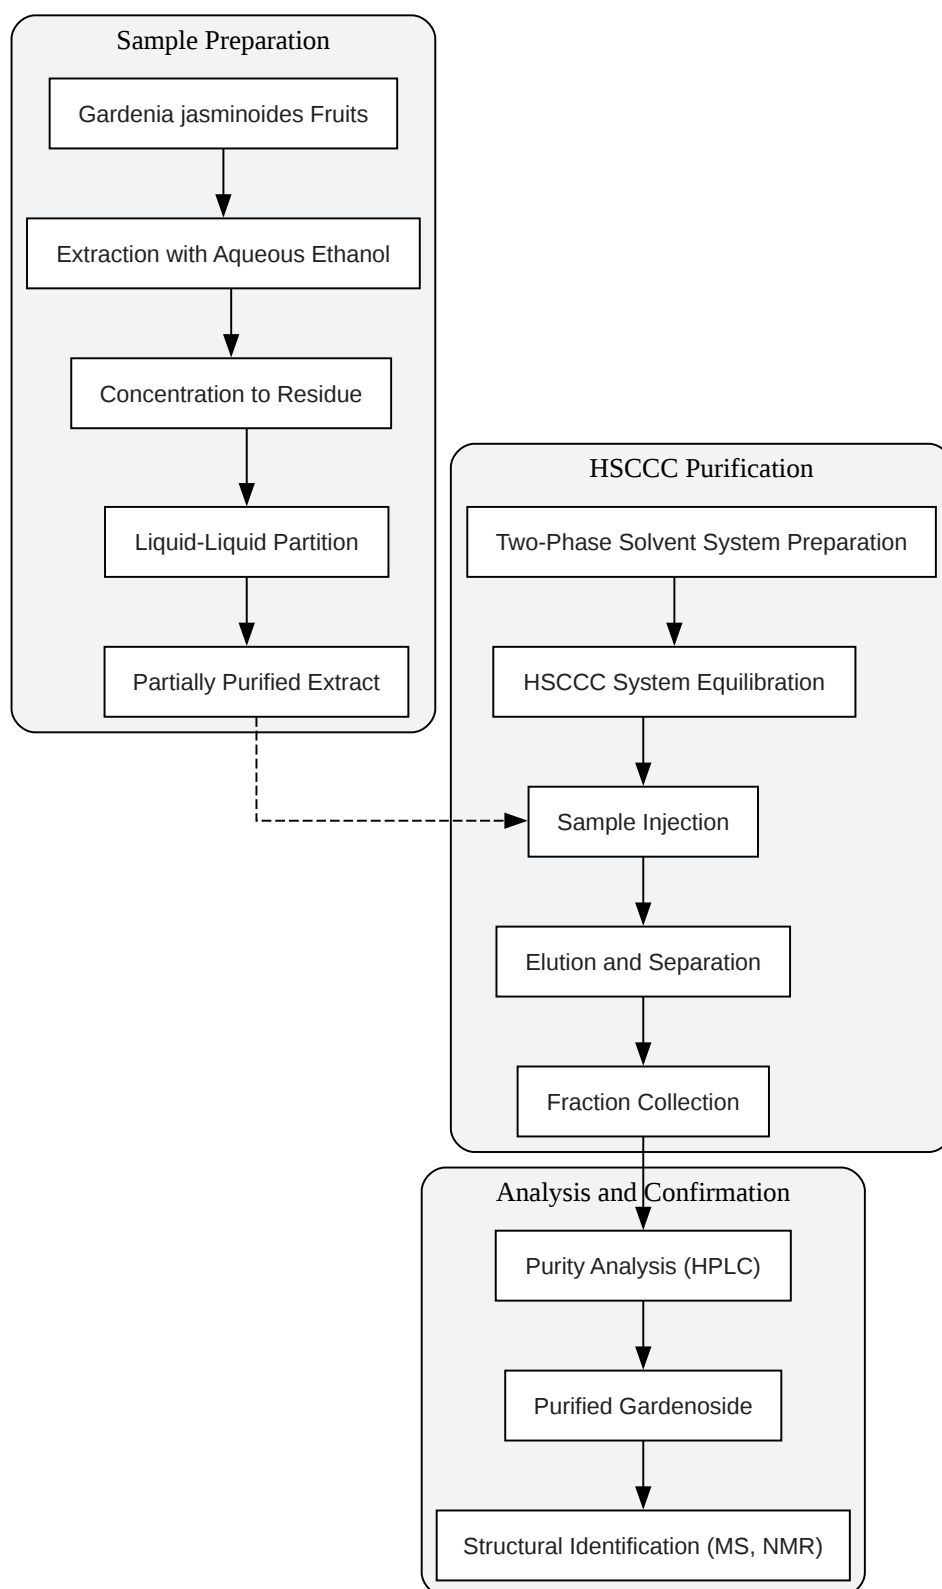 Sample Preparation
Gardenia jasminoides Fruits
Extraction with Aqueous Ethanol
Concentration to Residue
Liquid-Liquid Partition
Partially Purified Extract
HSCCC Purification
Two-Phase Solvent System Preparation
HSCCC System Equilibration
Sample Injection
Elution and Separation
Fraction Collection
Analysis and Confirmation
Purity Analysis (HPLC)
Purified Gardenoside
Structural Identification (MS, NMR)